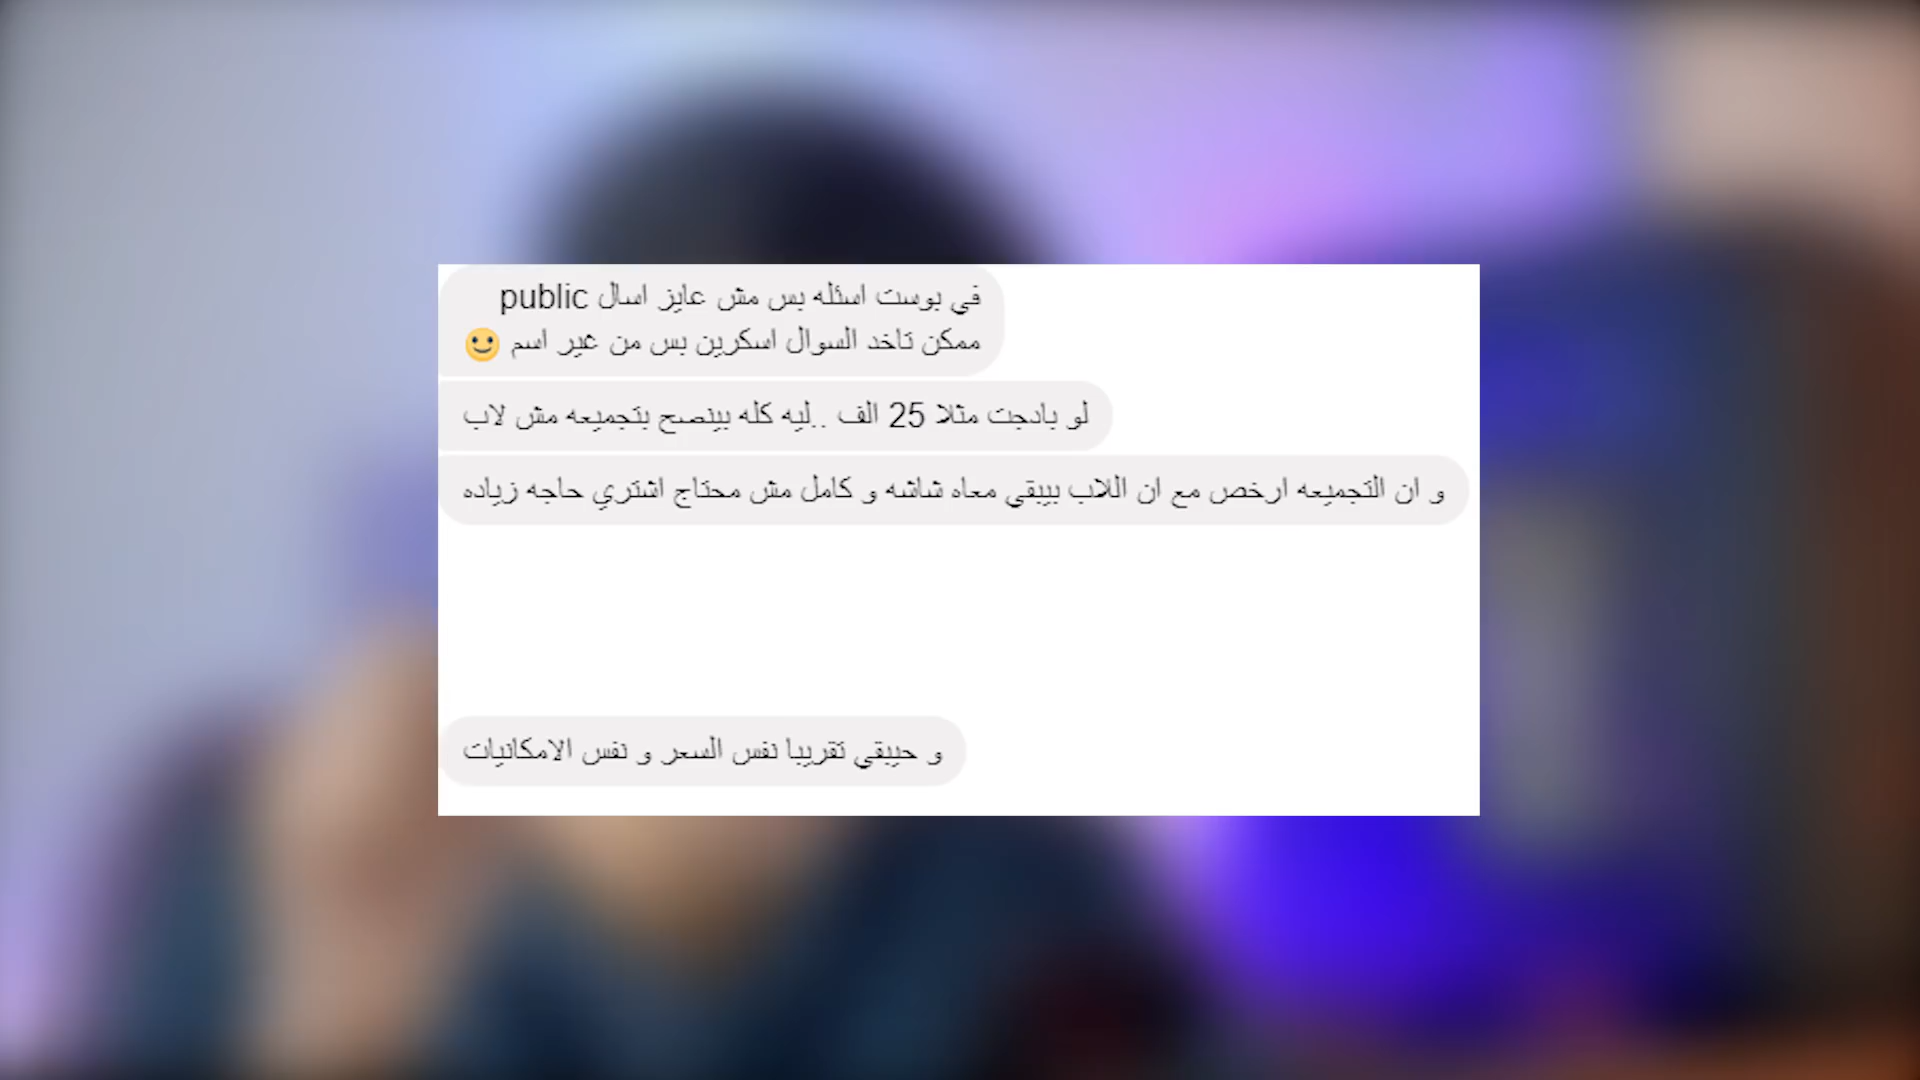 في بوست اسئله بس مش عايز اسال public
ممكن تاخد السوال اسكرين بس من غير اسم 🙂
لو بادجت مثلا 25 الف ..ليه كله بينصح بتجميعه مش لاب
و ان التجميعه ارخص مع ان اللاب بيبقي معاه شاشه و كامل مش محتاج اشتري حاجه زياده
و حيبقي تقريبا نفس السعر و نفس الامكانيات